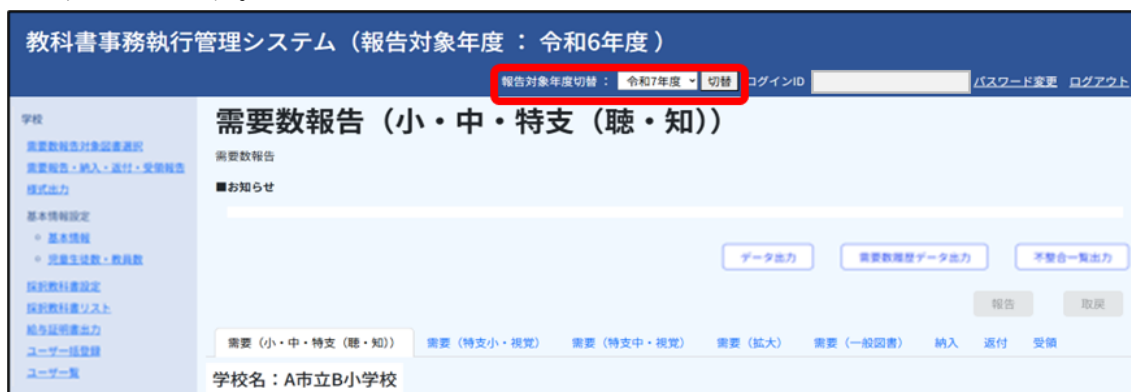 教科書事務執行管理システム（報告対象年度 ： 令和6年度 ）
報告対象年度切替 ： 令和7年度 切替 ログインID パスワード変更 ログアウト
学校
需要数報告対象図書選択
需要報告・納入・返付・受領報告
様式出力
基本情報設定
基本情報
児童生徒数・教員数
採択教科書設定
採択教科書リスト
給与証明書出力
ユーザー括登録
ユーザ一覧
需要数報告（小・中・特支（聴・知））
需要数報告
■お知らせ
データ出力 需要数履歴データ出力 不整合一覧出力
報告 取戻
需要（小・中・特支（聴・知）） 需要（特支小・視覚） 需要（特支中・視覚） 需要（拡大） 需要（一般図書） 納入 返付 受領
学校名：A市立B小学校